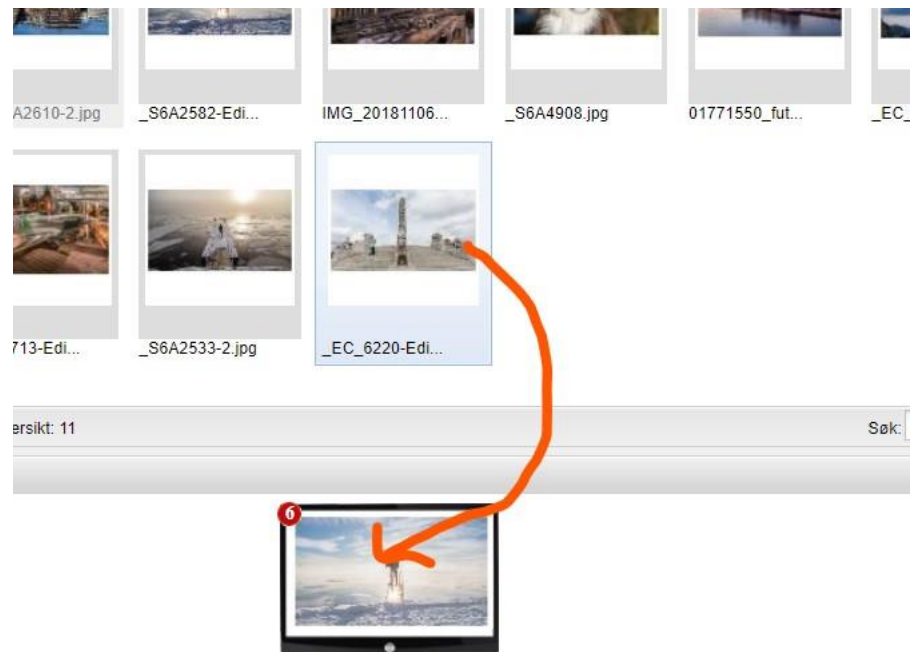 A2610-2.jpg _S6A2582-Edi... IMG_20181106... _S6A4908.jpg 01771550_fut... _EC_
713-Edi... _S6A2533-2.jpg _EC_6220-Edi...
ersikt: 11 Søk:
6